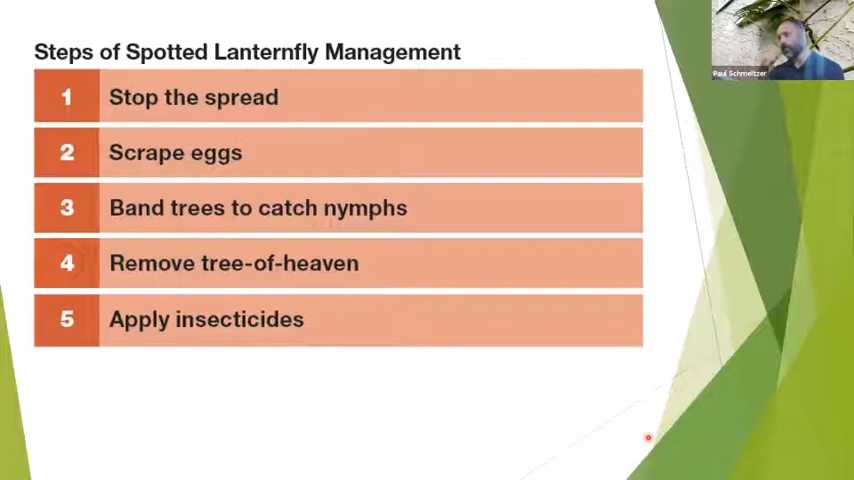 Steps of Spotted Lanternfly Management
1 Stop the spread
2 Scrape eggs
3 Band trees to catch nymphs
4 Remove tree-of-heaven
5 Apply insecticides
Paul Schmeltzer